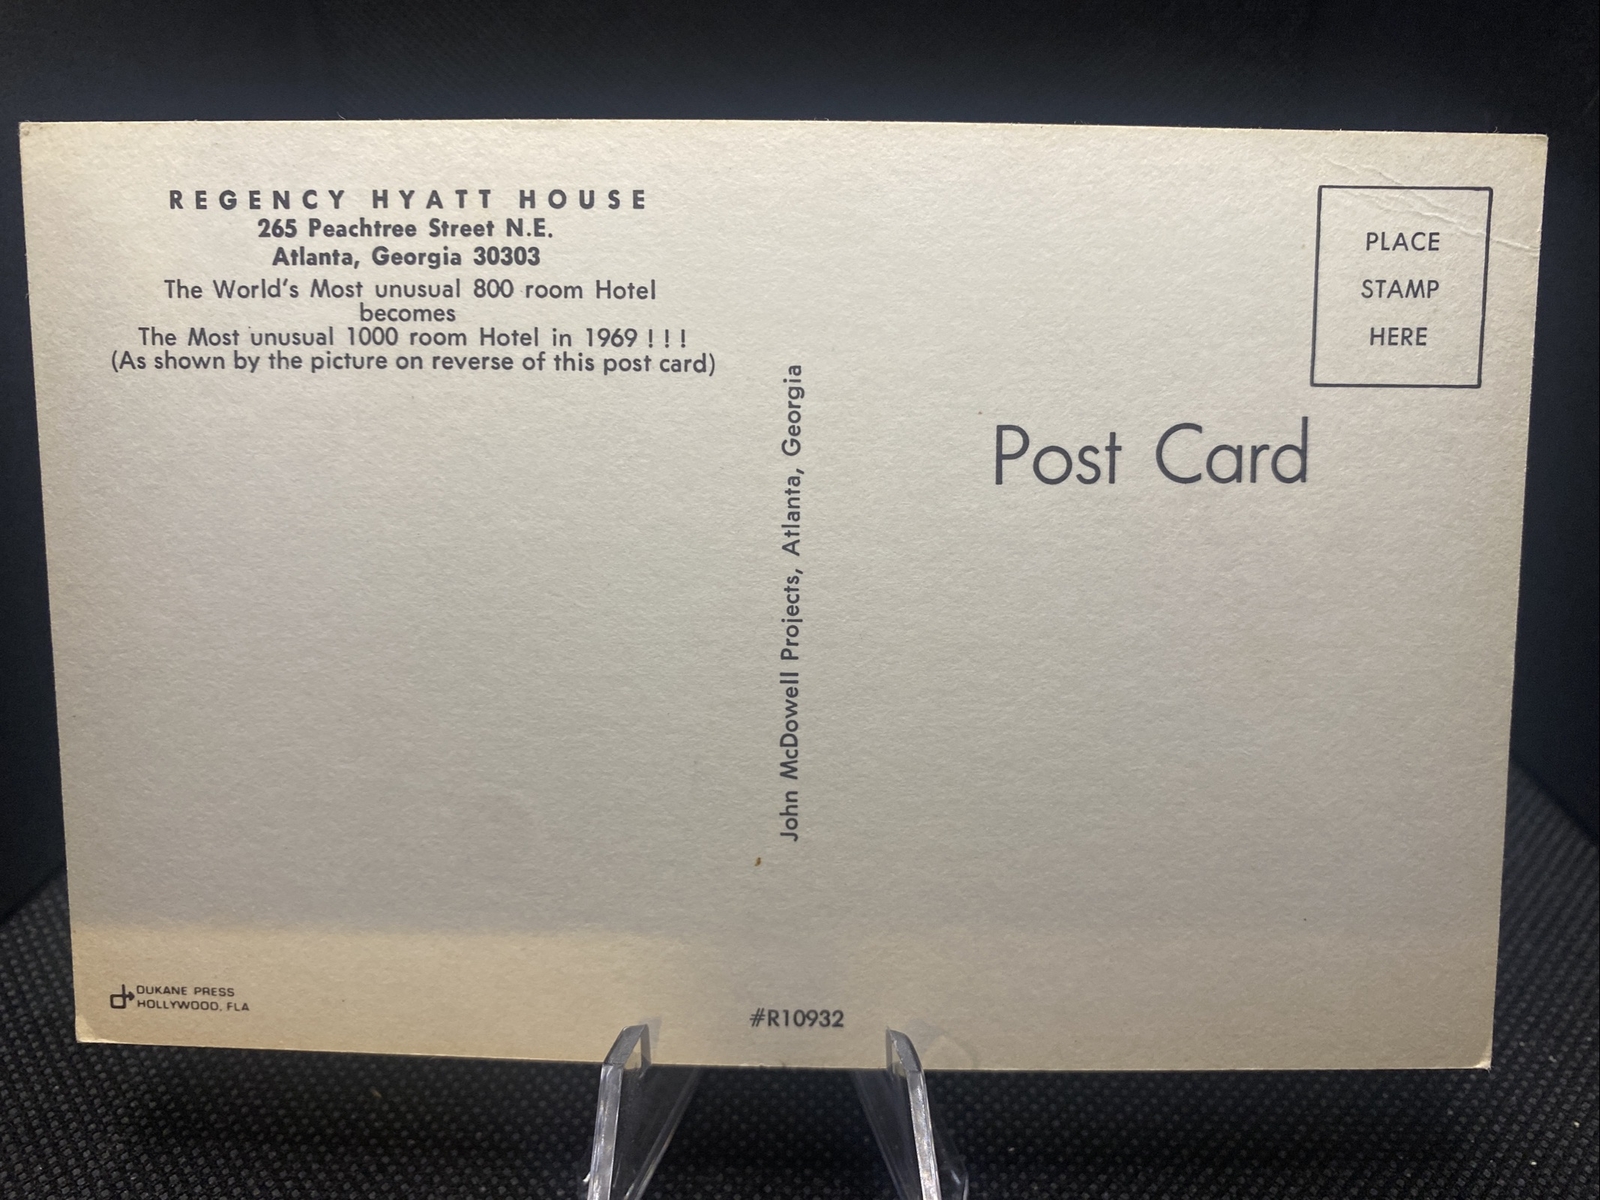 REGENCY HYATT HOUSE
265 Peachtree Street N.E.
Atlanta, Georgia 30303
The World's Most unusual 800 room Hotel
becomes
The Most unusual 1000 room Hotel in 1969 ! ! !
(As shown by the picture on reverse of this post card)
John McDowell Projects, Atlanta, Georgia
PLACE
STAMP
HERE
Post Card
DUKANE PRESS
HOLLYWOOD, FLA
#R10932